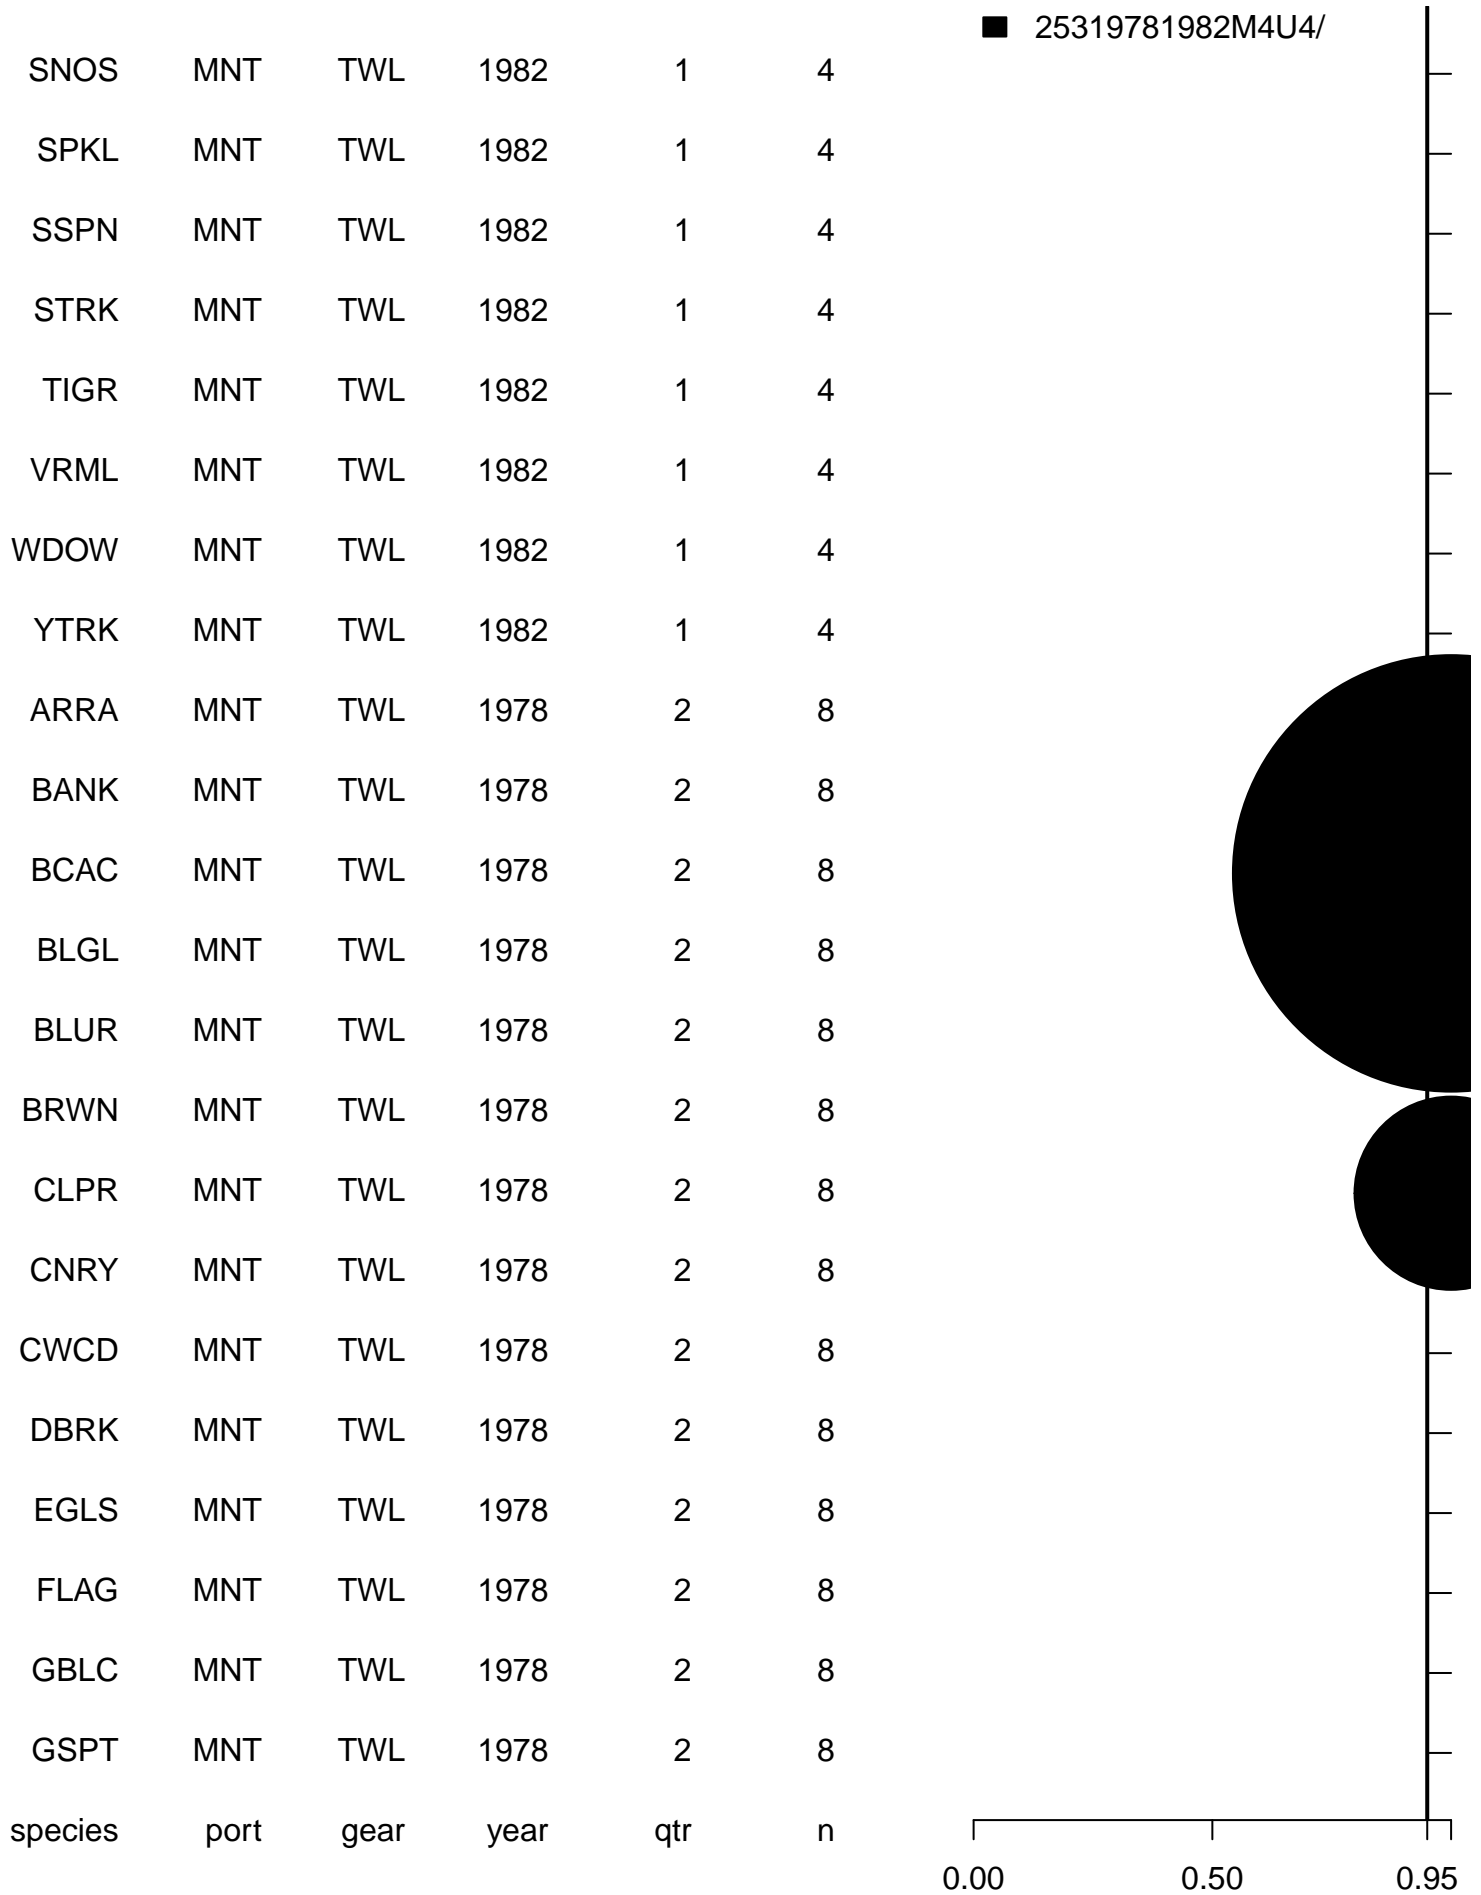 25319781982M4U4/
SNOS MNT TWL 1982 1 4
SPKL MNT TWL 1982 1 4
SSPN MNT TWL 1982 1 4
STRK MNT TWL 1982 1 4
TIGR MNT TWL 1982 1 4
VRML MNT TWL 1982 1 4
WDOW MNT TWL 1982 1 4
YTRK MNT TWL 1982 1 4
ARRA MNT TWL 1978 2 8
BANK MNT TWL 1978 2 8
BCAC MNT TWL 1978 2 8
BLGL MNT TWL 1978 2 8
BLUR MNT TWL 1978 2 8
BRWN MNT TWL 1978 2 8
CLPR MNT TWL 1978 2 8
CNRY MNT TWL 1978 2 8
CWCD MNT TWL 1978 2 8
DBRK MNT TWL 1978 2 8
EGLS MNT TWL 1978 2 8
FLAG MNT TWL 1978 2 8
GBLC MNT TWL 1978 2 8
GSPT MNT TWL 1978 2 8
species port gear year qtr n
0.00 0.50 0.95